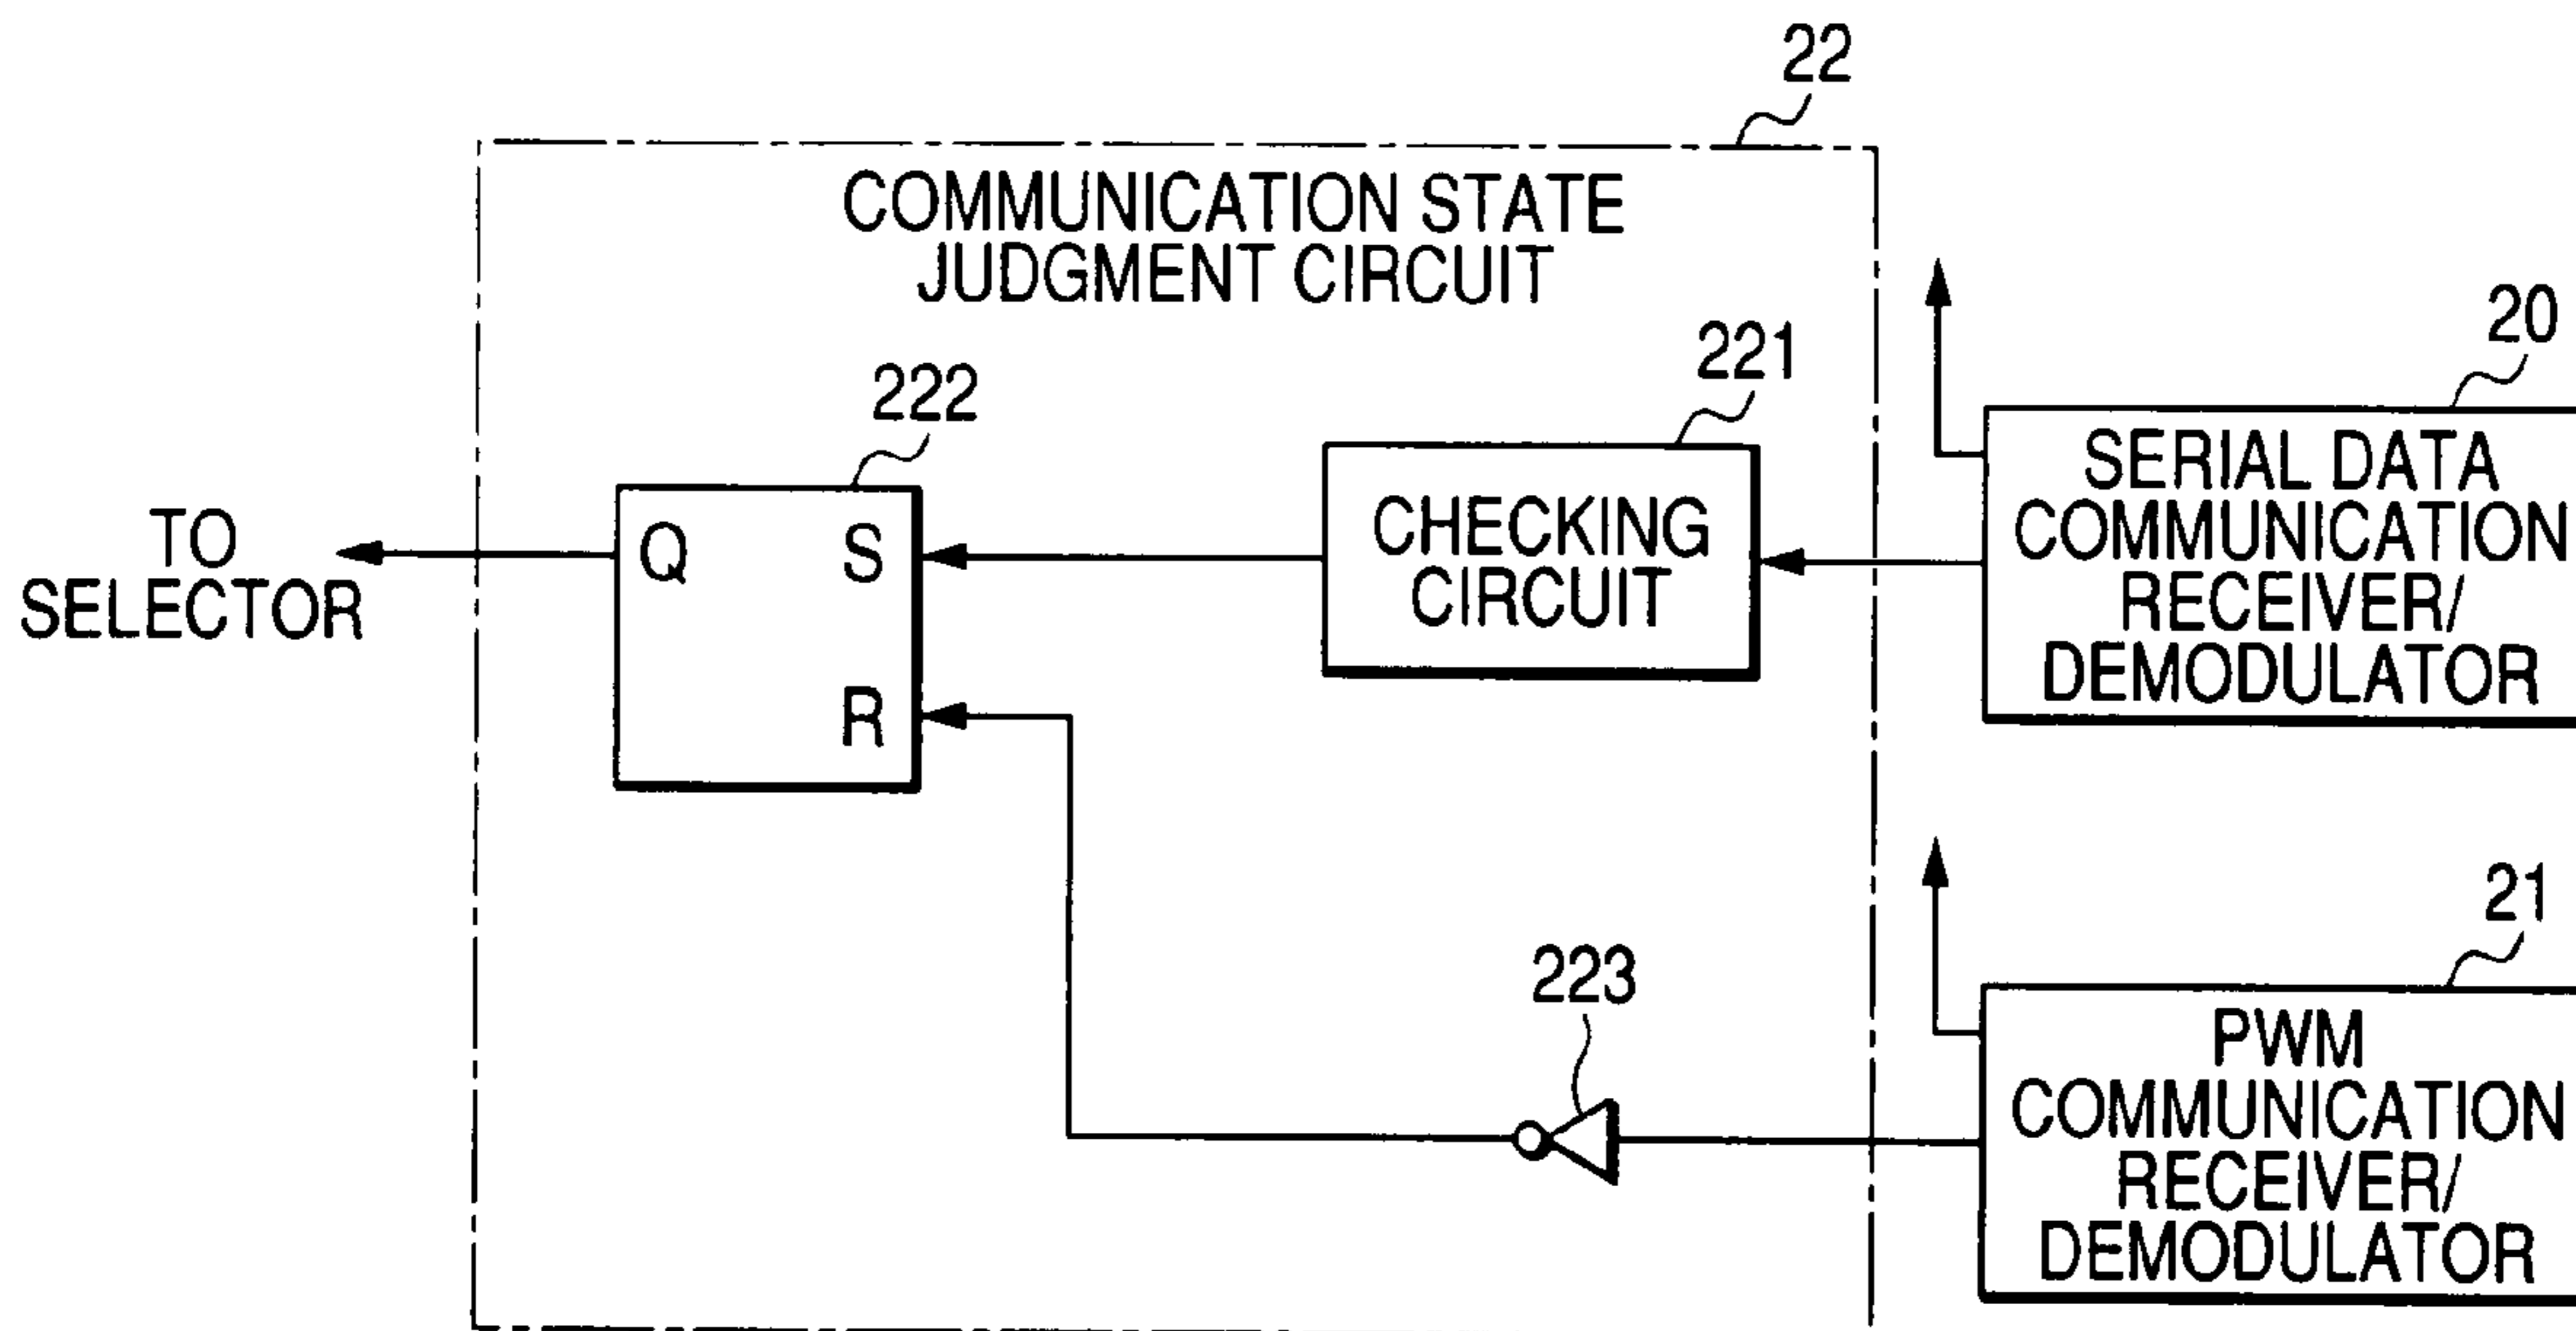 22
COMMUNICATION STATE
JUDGMENT CIRCUIT
222
221
20
TO
SELECTOR
Q
S
R
CHECKING
CIRCUIT
SERIAL DATA
COMMUNICATION
RECEIVER/
DEMODULATOR
223
21
PWM
COMMUNICATION
RECEIVER/
DEMODULATOR